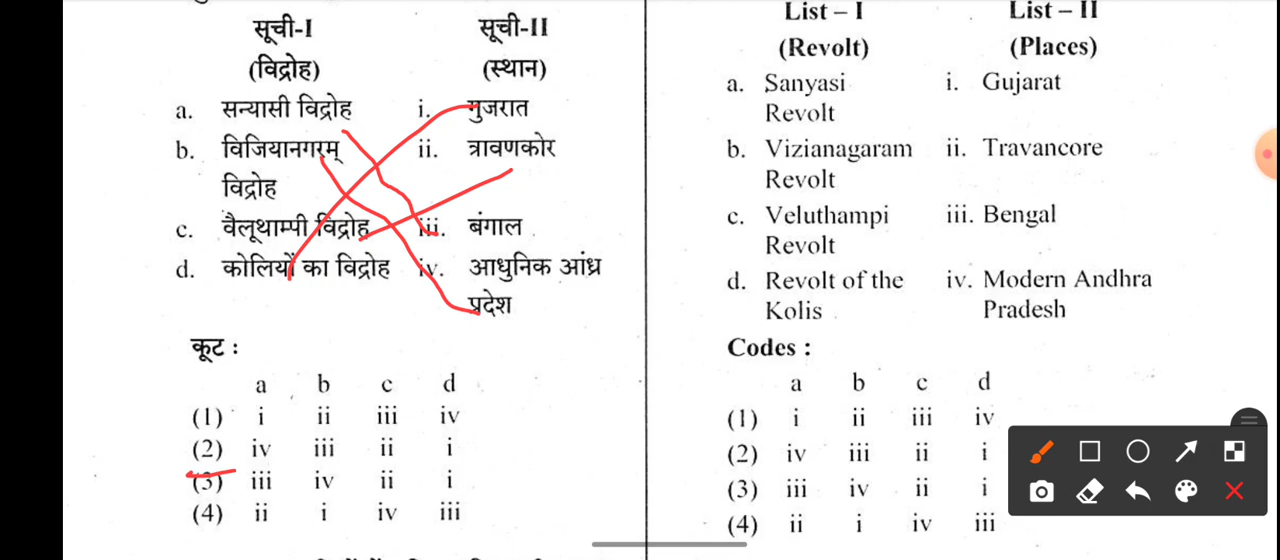 सूची-I सूची-II
(विद्रोह) (स्थान)
a. सन्यासी विद्रोह i. गुजरात
b. विजियानगरम् ii. त्रावणकोर
विद्रोह
c. वैलूथाम्पी विद्रोह iii. बंगाल
d. कोलियों का विद्रोह iv. आधुनिक आंध्र
प्रदेश
कूट :
a b c d
(1) i ii iii iv
(2) iv iii ii i
(3) iii iv ii i
(4) ii i iv iii
List – I List – II
(Revolt) (Places)
a. Sanyasi i. Gujarat
Revolt
b. Vizianagaram ii. Travancore
Revolt
c. Veluthampi iii. Bengal
Revolt
d. Revolt of the iv. Modern Andhra
Kolis Pradesh
Codes :
a b c d
(1) i ii iii iv
(2) iv iii ii i
(3) iii iv ii i
(4) ii i iv iii